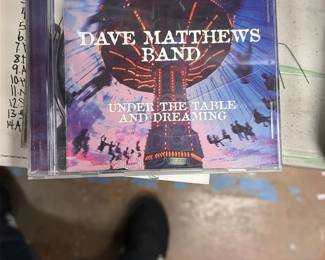 DAVE MATTHEWS
BAND
UNDER THE TABLE
AND DREAMING